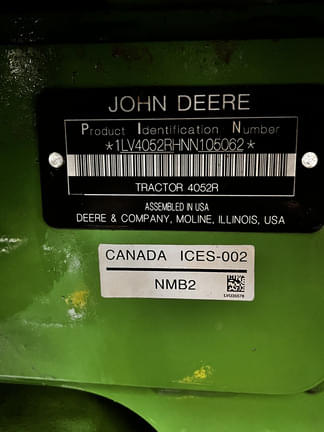 JOHN DEERE
Product Identification Number
*1LV4052RHNN105062*
TRACTOR 4052R
ASSEMBLED IN USA
DEERE & COMPANY, MOLINE, ILLINOIS, USA
CANADA ICES-002
NMB2